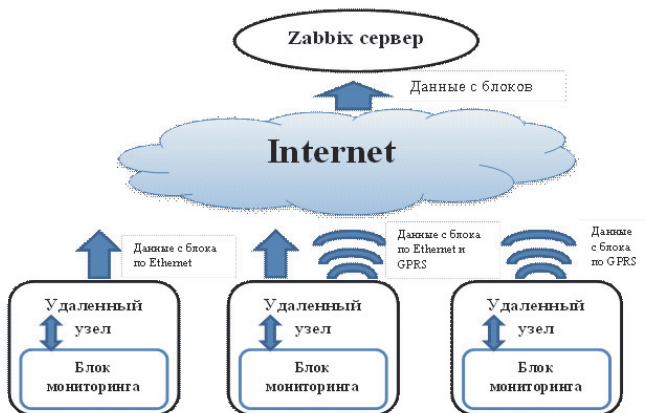 Zabbix сервер
Данные с блоков
Internet
Данные с блока
по Ethernet
Данные с блока
по Ethernet и
GPRS
Данные
с блока
по GPRS
Удаленный
узел
Блок
мониторинга
Удаленный
узел
Блок
мониторинга
Удаленный
узел
Блок
мониторинга